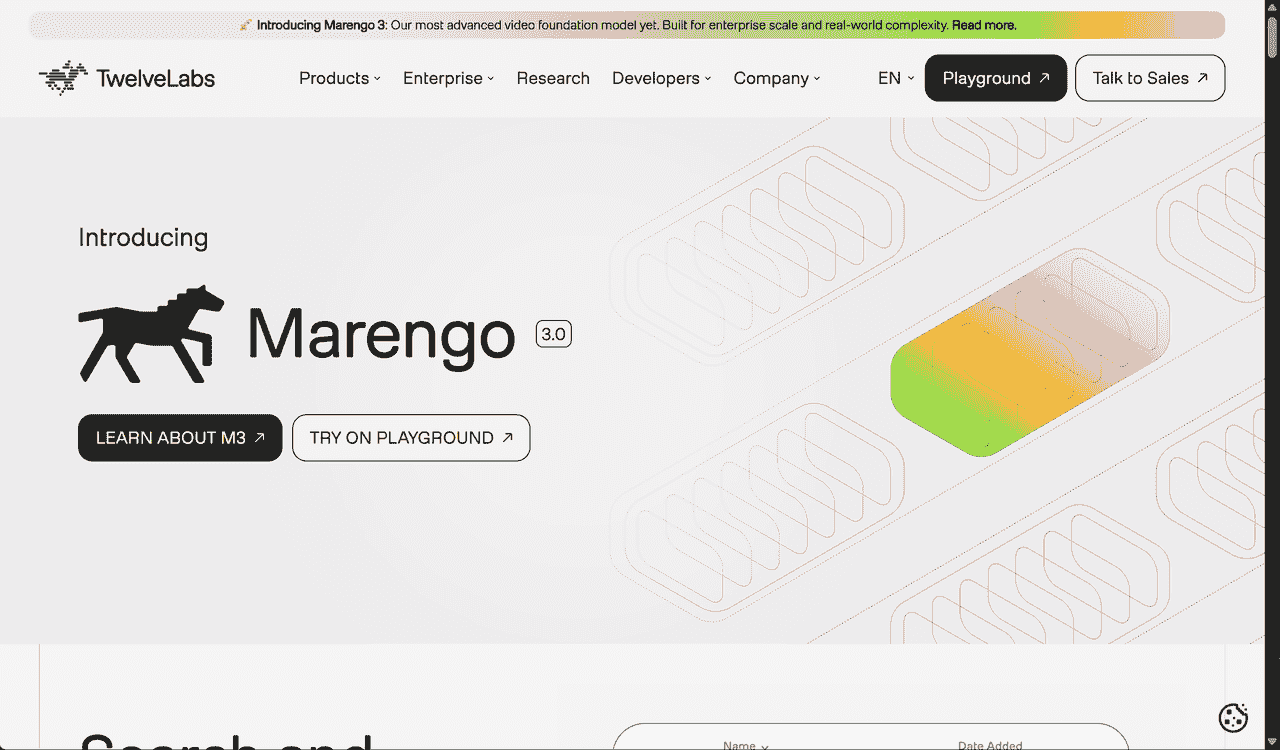 Introducing Marengo 3: Our most advanced video foundation model yet. Built for enterprise scale and real-world complexity. Read more.
TwelveLabs
Products
Enterprise
Research
Developers
Company
EN
Playground
Talk to Sales
Introducing
Marengo
3.0
LEARN ABOUT M3
TRY ON PLAYGROUND
Search and
Name
Date Added